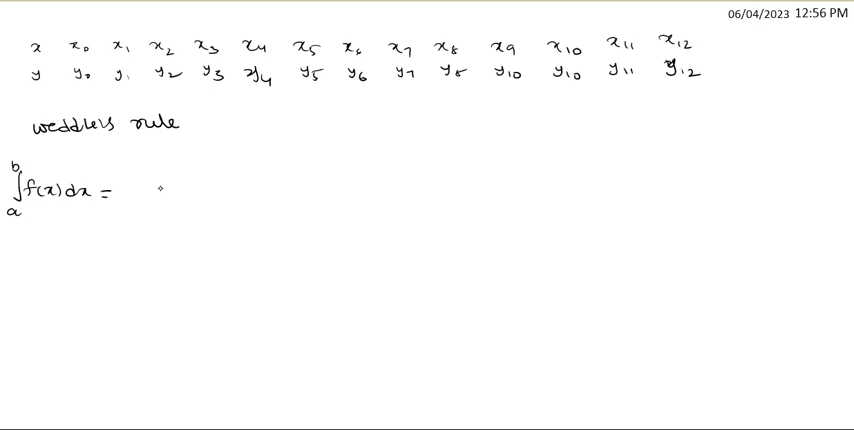 06/04/2023 12:56 PM
x x₀ x₁ x₂ x₃ x₄ x₅ x₆ x₇ x₈ x₉ x₁₀ x₁₁ x₁₂
y y₀ y₁ y₂ y₃ y₄ y₅ y₆ y₇ y₈ y₁₀ y₁₀ y₁₁ y₁₂
weddle's rule
∫ₐᵇ f(x) dx =